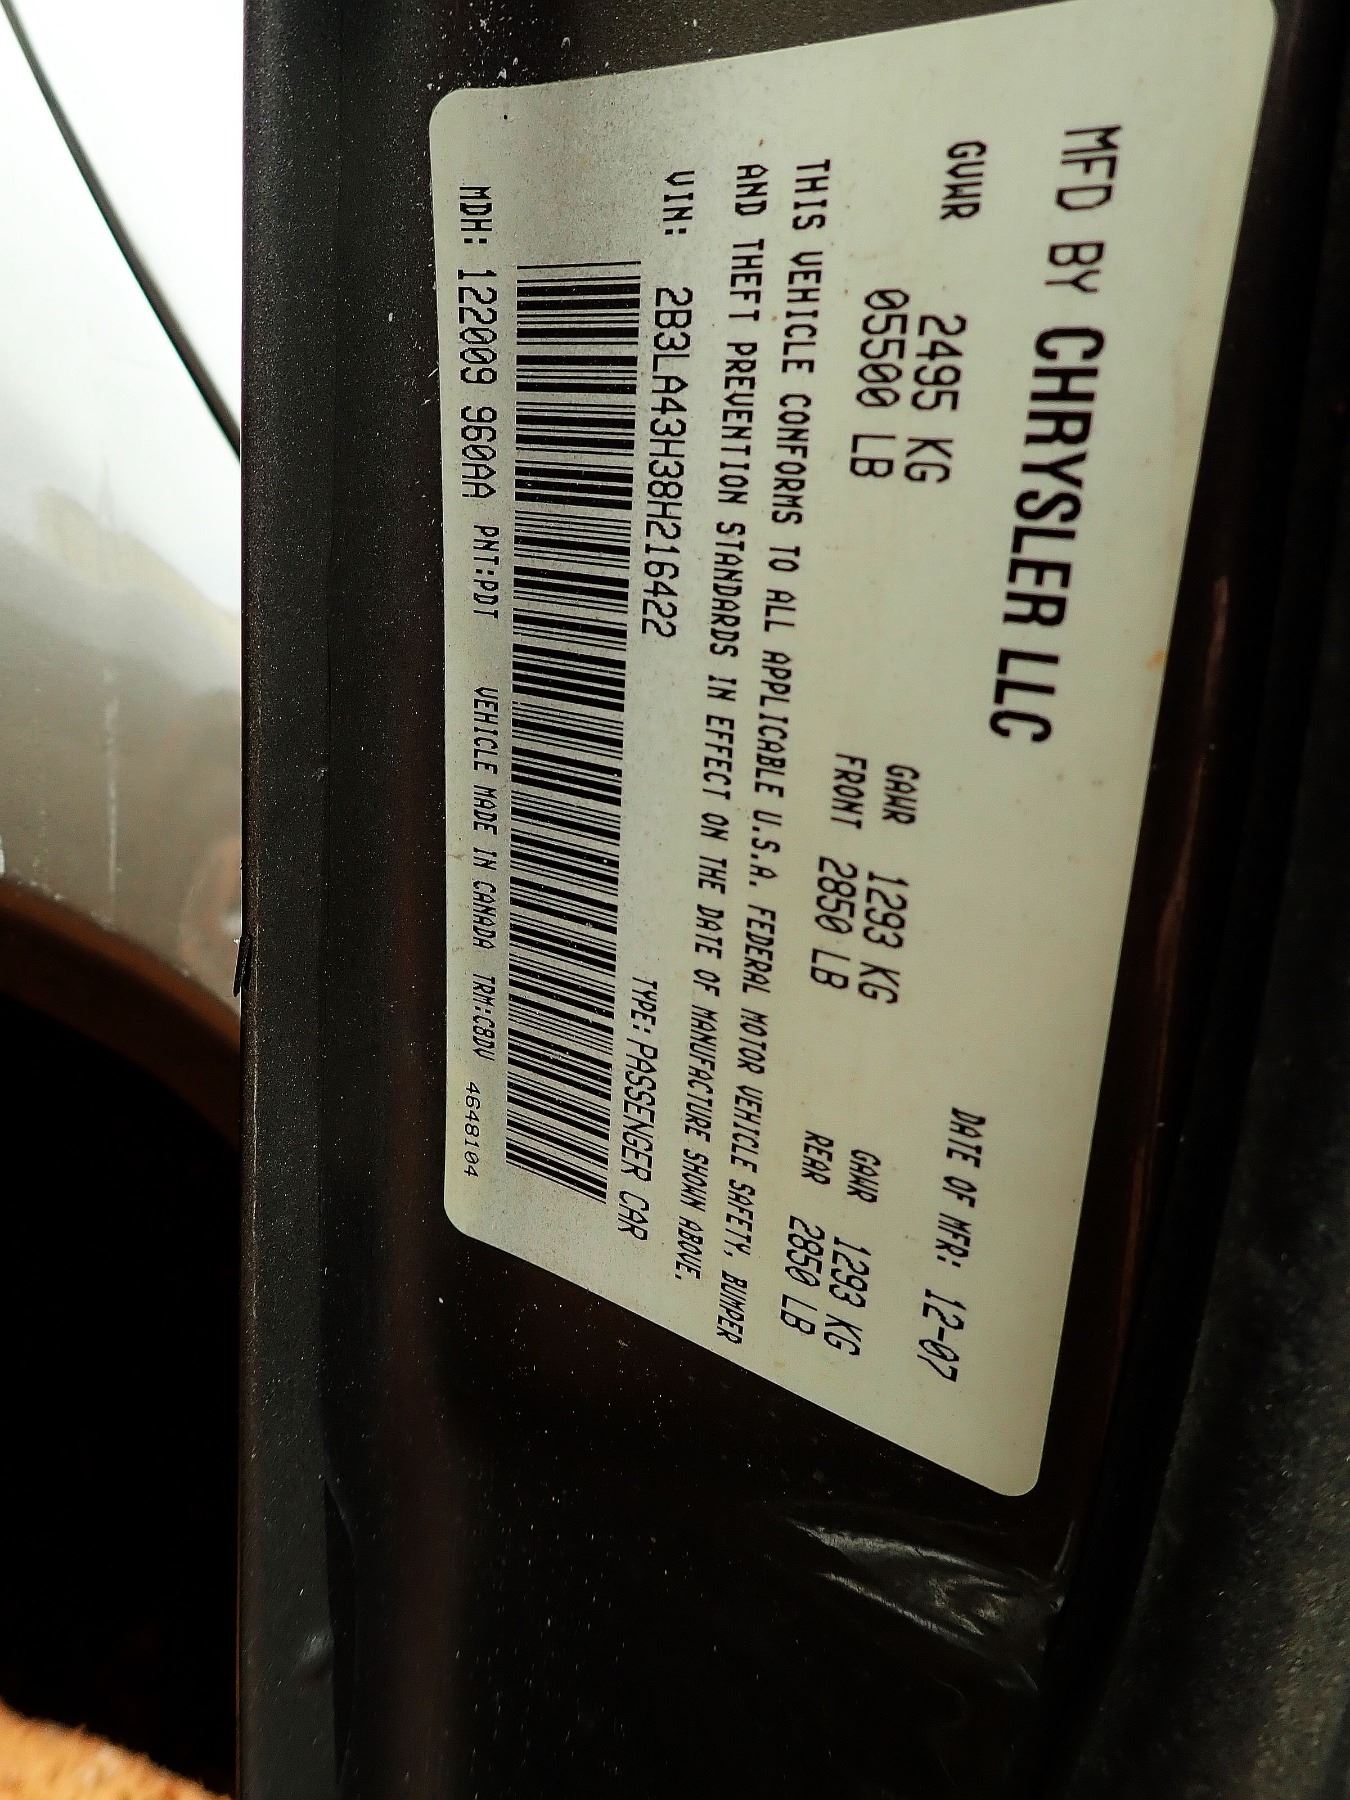 MFD BY CHRYSLER LLC
DATE OF MFR: 12-07
GVWR 2495 KG
05500 LB
GAWR FRONT 1293 KG
2850 LB
GAWR REAR 1293 KG
2850 LB
THIS VEHICLE CONFORMS TO ALL APPLICABLE U.S.A. FEDERAL MOTOR VEHICLE SAFETY, BUMPER
AND THEFT PREVENTION STANDARDS IN EFFECT ON THE DATE OF MANUFACTURE SHOWN ABOVE.
VIN: 2B3LA43H38H216422 TYPE: PASSENGER CAR
MDH: 122009 960AA PNT:PDT VEHICLE MADE IN CANADA TRM:C8DV 4648104